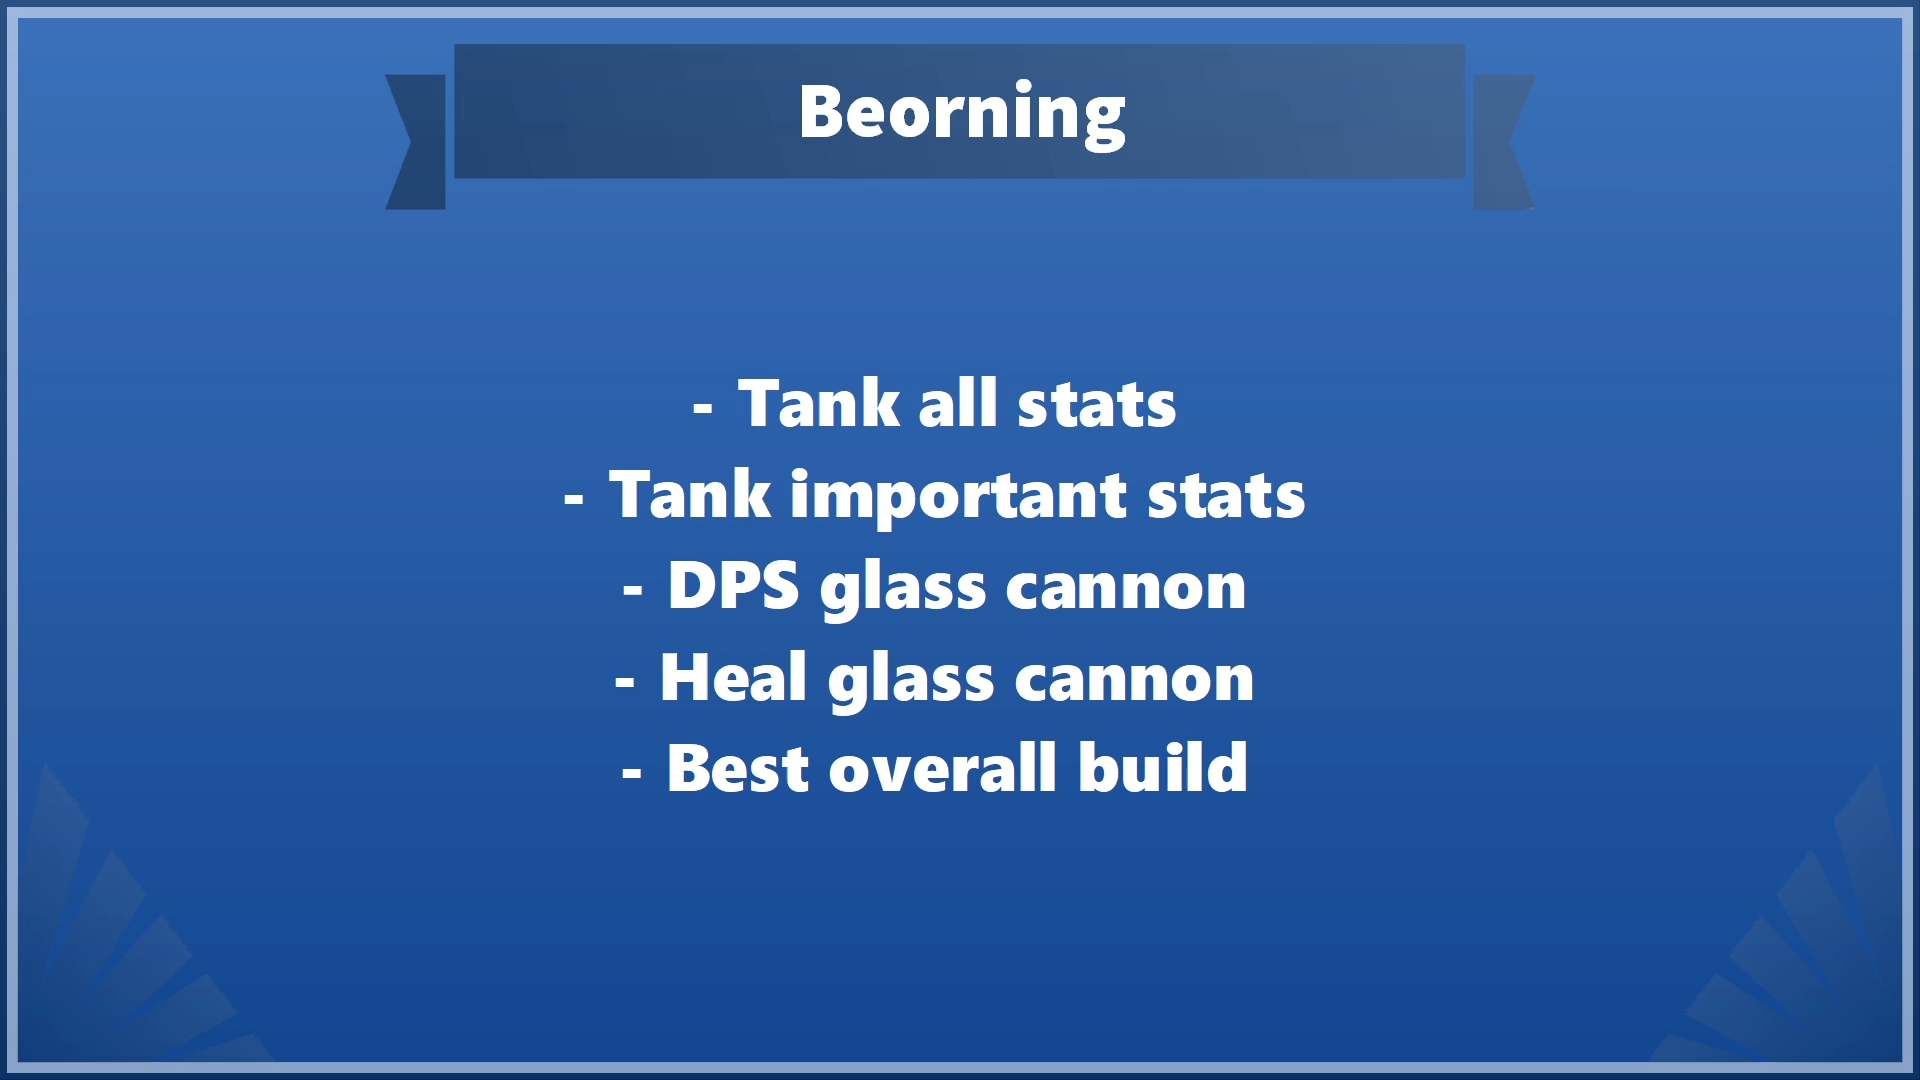 Beorning
- Tank all stats
- Tank important stats
- DPS glass cannon
- Heal glass cannon
- Best overall build